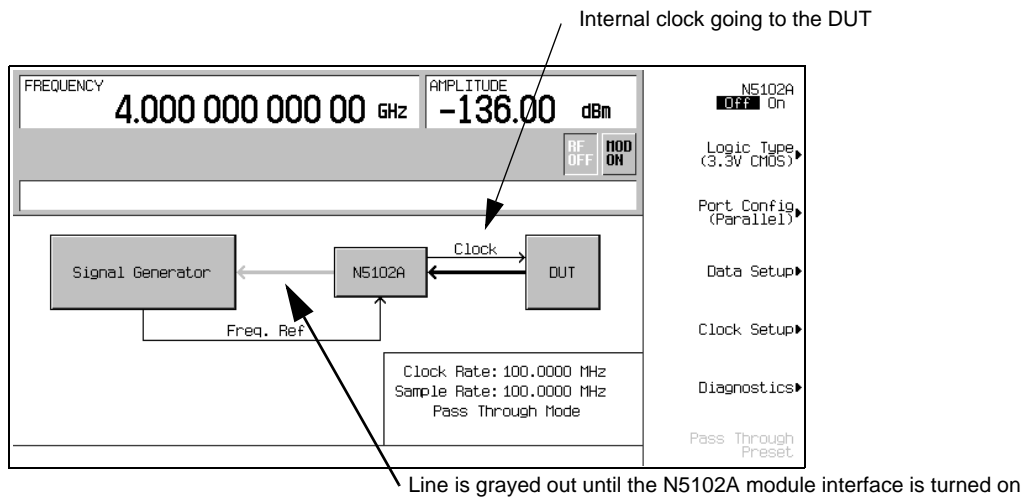 Internal clock going to the DUT
FREQUENCY
4.000 000 000 00 GHz
AMPLITUDE
-136.00 dBm
RF
OFF
MOD
ON
N5102A
Off On
Logic Type
(3.3V CMOS)
Port Config
(Parallel)
Data Setup
Clock Setup
Diagnostics
Pass Through
Preset
Signal Generator
N5102A
Clock
DUT
Freq. Ref
Clock Rate: 100.0000 MHz
Sample Rate: 100.0000 MHz
Pass Through Mode
Line is grayed out until the N5102A module interface is turned on